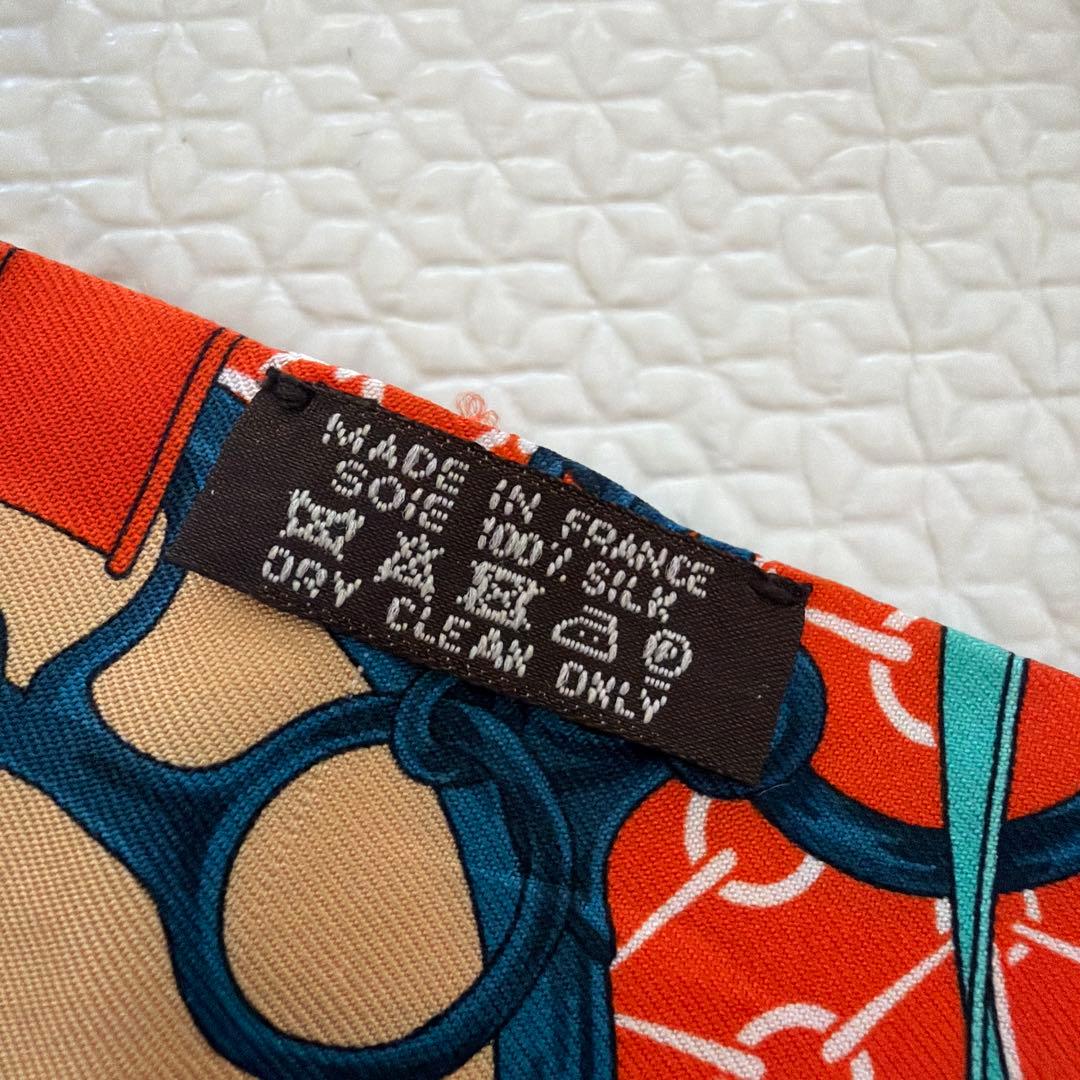 MADE IN FRANCE
SOIE 100% SILK
P
DRY CLEAN ONLY